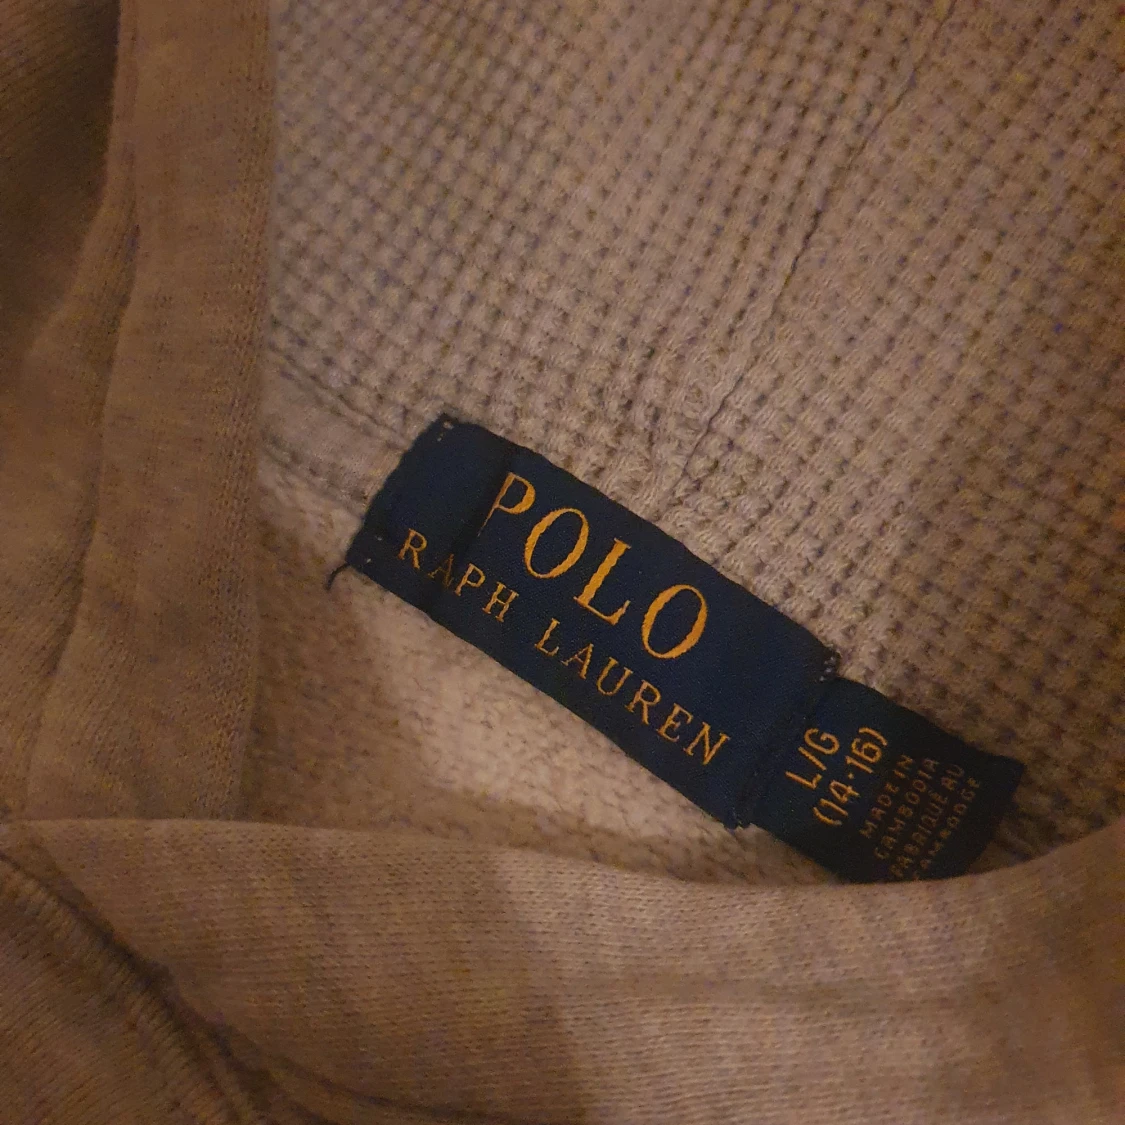 POLO
RAPH LAUREN
L/G
(14-16)
MADE IN
CAMBODIA
FABRIQUÉ AU
CAMBODGE